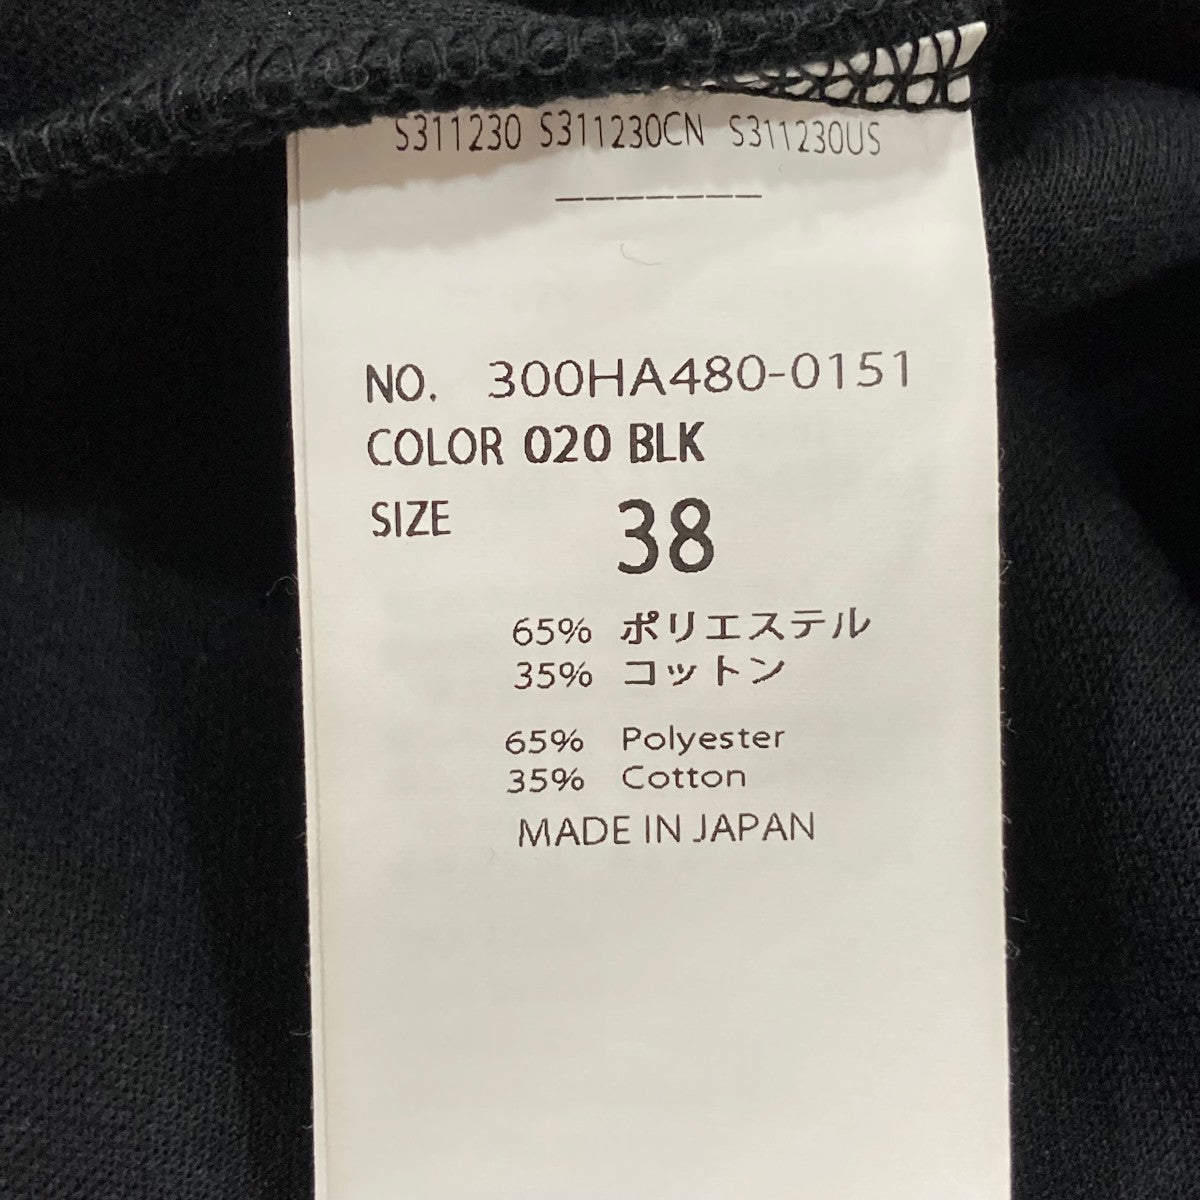 S311230 S311230CN S311230US
NO. 300HA480-0151
COLOR 020 BLK
SIZE 38
65% ポリエステル
35% コットン
65% Polyester
35% Cotton
MADE IN JAPAN